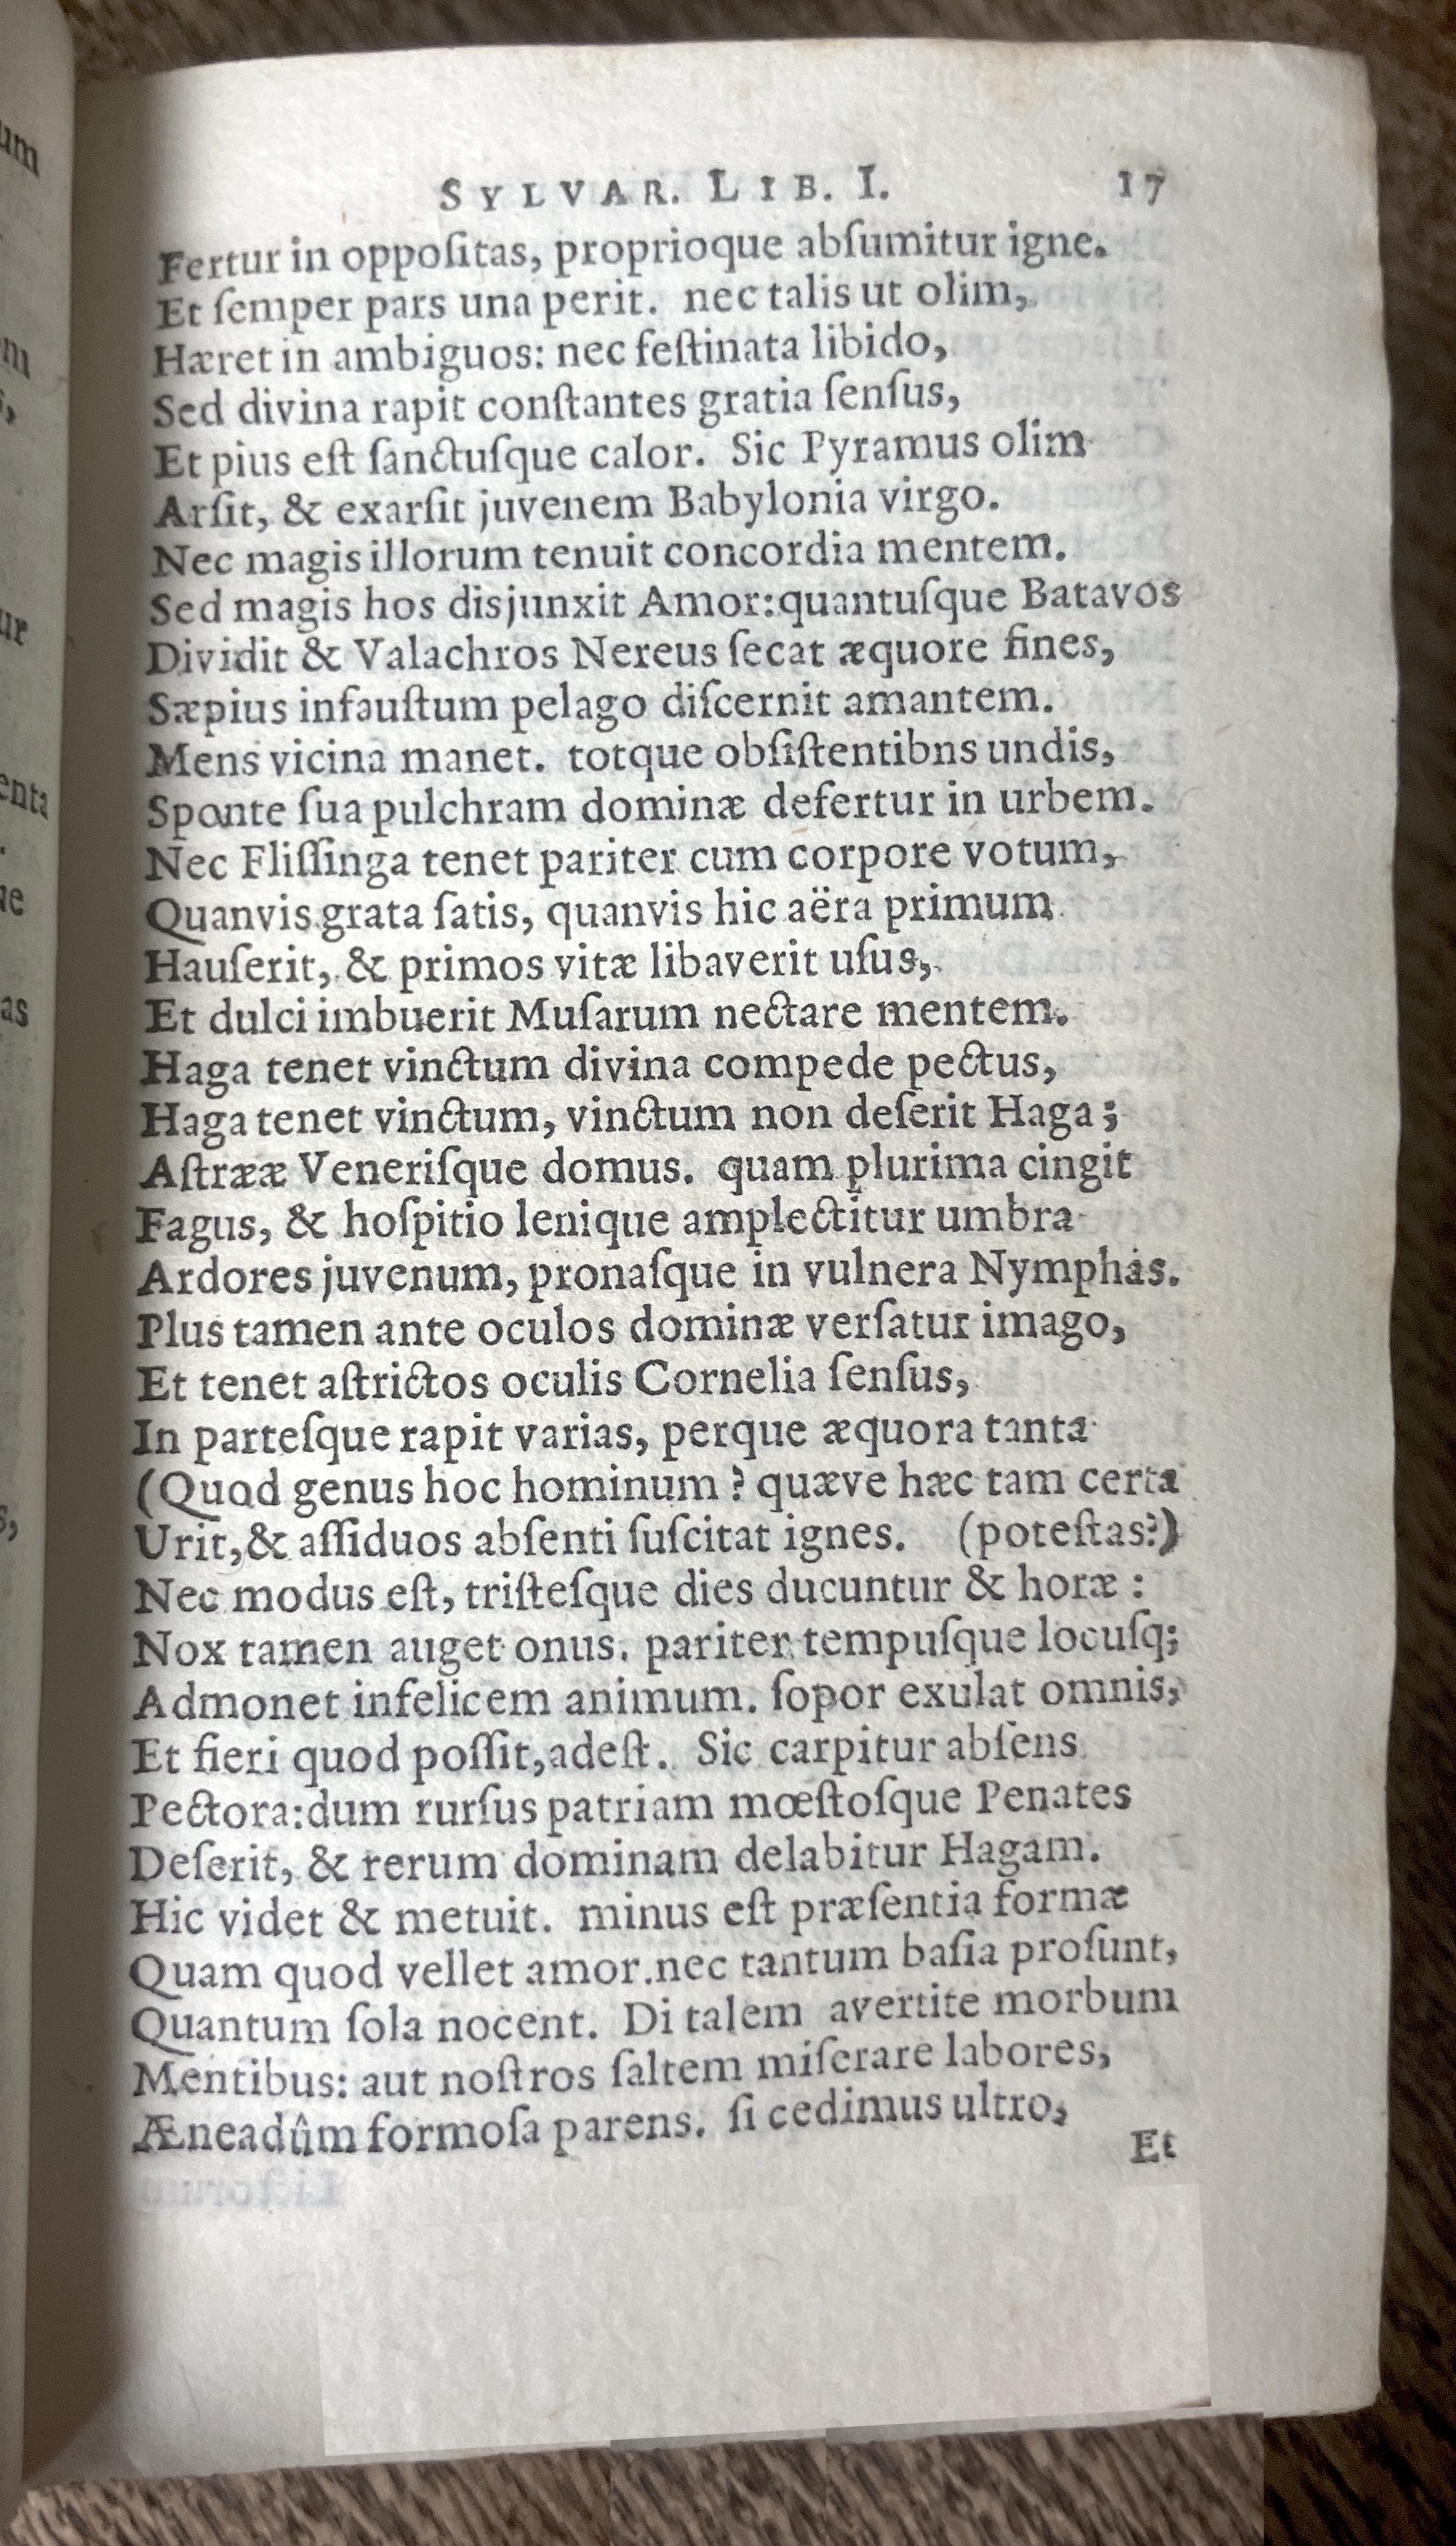 um
m
s,
ur
enta
.
ue
as
s,
SYLVAR. LIB. I. 17
Fertur in oppoſitas, proprioque abſumitur igne.
Et ſemper pars una perit. nec talis ut olim,
Hæret in ambiguos: nec feſtinata libido,
Sed divina rapit conſtantes gratia ſenſus,
Et pius eſt ſanctuſque calor. Sic Pyramus olim
Arſit, & exarſit juvenem Babylonia virgo.
Nec magis illorum tenuit concordia mentem.
Sed magis hos disjunxit Amor:quantuſque Batavos
Dividit & Valachros Nereus ſecat æquore fines,
Sæpius infauſtum pelago diſcernit amantem.
Mens vicina manet. totque obſiſtentibns undis,
Sponte ſua pulchram dominæ defertur in urbem.
Nec Fliſſinga tenet pariter cum corpore votum,
Quanvis grata ſatis, quanvis hic aëra primum
Hauſerit, & primos vitæ libaverit uſus,
Et dulci imbuerit Muſarum nectare mentem.
Haga tenet vinctum divina compede pectus,
Haga tenet vinctum, vinctum non deſerit Haga;
Aſtrææ Veneriſque domus. quam plurima cingit
Fagus, & hoſpitio lenique amplectitur umbra
Ardores juvenum, pronaſque in vulnera Nymphas.
Plus tamen ante oculos dominæ verſatur imago,
Et tenet aſtrictos oculis Cornelia ſenſus,
In parteſque rapit varias, perque æquora tanta
(Quod genus hoc hominum? quæve hæc tam certa
Urit,& aſſiduos abſenti ſuſcitat ignes. (poteſtas?)
Nec modus eſt, triſteſque dies ducuntur & horæ :
Nox tamen auget onus. pariter tempuſque locuſq;
Admonet infelicem animum. ſopor exulat omnis,
Et fieri quod poſſit,adeſt. Sic carpitur abſens
Pectora:dum rurſus patriam mœſtoſque Penates
Deſerit, & rerum dominam delabitur Hagam.
Hic videt & metuit. minus eſt præſentia formæ
Quam quod vellet amor.nec tantum baſia proſunt,
Quantum ſola nocent. Di talem avertite morbum
Mentibus: aut noſtros ſaltem miſerare labores,
Æneadûm formoſa parens. ſi cedimus ultro,
Et